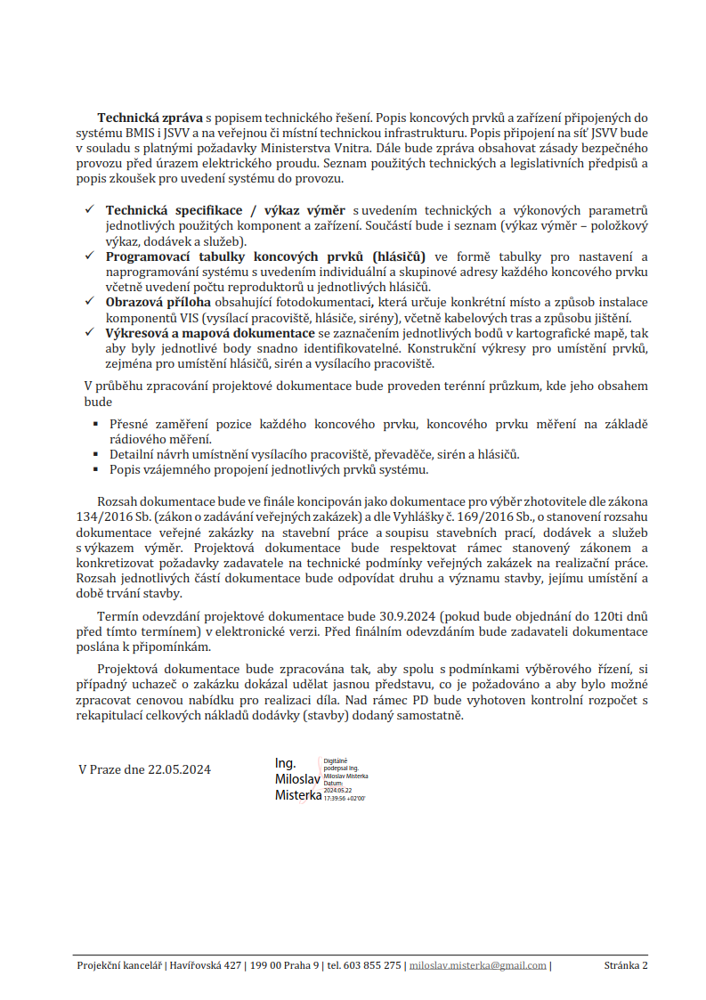 Technická zpráva s popisem technického řešení. Popis koncových prvků a zařízení připojených do
systému BMIS i JSVV a na veřejnou či místní technickou infrastrukturu. Popis připojení na síť JSVV bude
v souladu s platnými požadavky Ministerstva Vnitra. Dále bude zpráva obsahovat zásady bezpečného
provozu před úrazem elektrického proudu. Seznam použitých technických a legislativních předpisů a
popis zkoušek pro uvedení systému do provozu.
✓ Technická specifikace / výkaz výměr s uvedením technických a výkonových parametrů
jednotlivých použitých komponent a zařízení. Součástí bude i seznam (výkaz výměr – položkový
výkaz, dodávek a služeb).
✓ Programovací tabulky koncových prvků (hlásičů) ve formě tabulky pro nastavení a
naprogramování systému s uvedením individuální a skupinové adresy každého koncového prvku
včetně uvedení počtu reproduktorů u jednotlivých hlásičů.
✓ Obrazová příloha obsahující fotodokumentaci, která určuje konkrétní místo a způsob instalace
komponentů VIS (vysílací pracoviště, hlásiče, sirény), včetně kabelových tras a způsobu jištění.
✓ Výkresová a mapová dokumentace se zaznačením jednotlivých bodů v kartografické mapě, tak
aby byly jednotlivé body snadno identifikovatelné. Konstrukční výkresy pro umístění prvků,
zejména pro umístění hlásičů, sirén a vysílacího pracoviště.
V průběhu zpracování projektové dokumentace bude proveden terénní průzkum, kde jeho obsahem
bude
▪ Přesné zaměření pozice každého koncového prvku, koncového prvku měření na základě
rádiového měření.
▪ Detailní návrh umístnění vysílacího pracoviště, převaděče, sirén a hlásičů.
▪ Popis vzájemného propojení jednotlivých prvků systému.
Rozsah dokumentace bude ve finále koncipován jako dokumentace pro výběr zhotovitele dle zákona
134/2016 Sb. (zákon o zadávání veřejných zakázek) a dle Vyhlášky č. 169/2016 Sb., o stanovení rozsahu
dokumentace veřejné zakázky na stavební práce a soupisu stavebních prací, dodávek a služeb
s výkazem výměr. Projektová dokumentace bude respektovat rámec stanovený zákonem a
konkretizovat požadavky zadavatele na technické podmínky veřejných zakázek na realizační práce.
Rozsah jednotlivých částí dokumentace bude odpovídat druhu a významu stavby, jejímu umístění a
době trvání stavby.
Termín odevzdání projektové dokumentace bude 30.9.2024 (pokud bude objednání do 120ti dnů
před tímto termínem) v elektronické verzi. Před finálním odevzdáním bude zadavateli dokumentace
poslána k připomínkám.
Projektová dokumentace bude zpracována tak, aby spolu s podmínkami výběrového řízení, si
případný uchazeč o zakázku dokázal udělat jasnou představu, co je požadováno a aby bylo možné
zpracovat cenovou nabídku pro realizaci díla. Nad rámec PD bude vyhotoven kontrolní rozpočet s
rekapitulací celkových nákladů dodávky (stavby) dodaný samostatně.
V Praze dne 22.05.2024
Ing.
Miloslav
Misterka
Digitálně
podepsal Ing.
Miloslav Misterka
Datum:
2024.05.22
17:39:56 +02'00'
Projekční kancelář | Havířovská 427 | 199 00 Praha 9 | tel. 603 855 275 | miloslav.misterka@gmail.com | Stránka 2